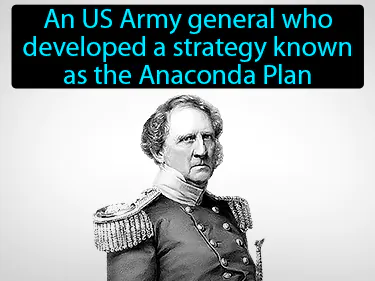 An US Army general who
developed a strategy known
as the Anaconda Plan